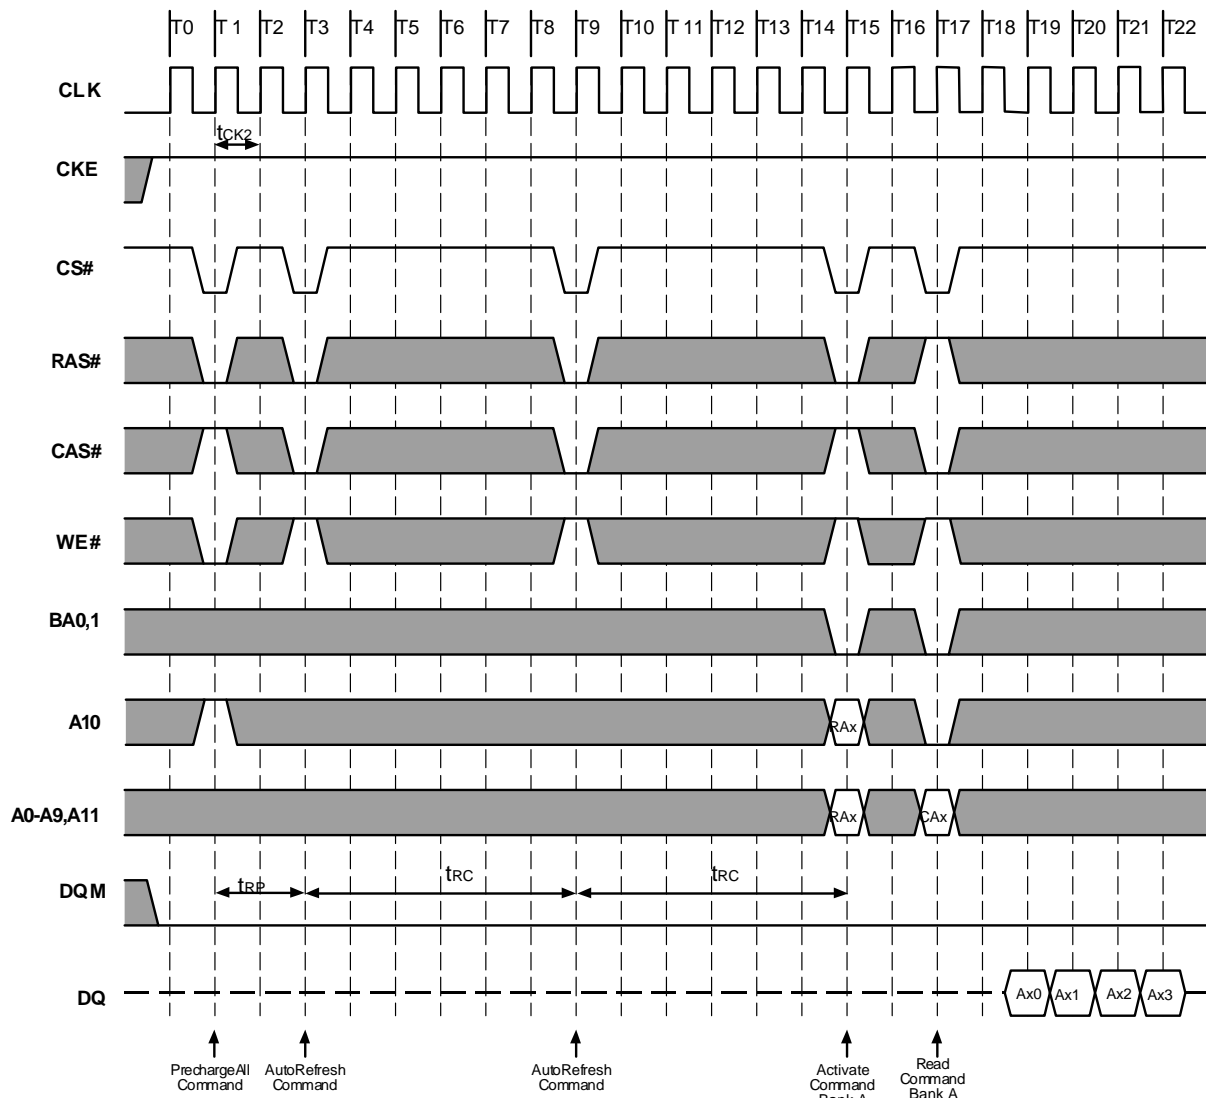 T0 T 1 T2 T3 T4 T5 T6 T7 T8 T9 T10 T 11 T12 T13 T14 T15 T16 T17 T18 T19 T20 T21 T22
CLK
tCK2
CKE
CS#
RAS#
CAS#
WE#
BA0,1
A10
RAx
A0-A9,A11
RAx CAx
DQM
tRP tRC tRC
DQ
Ax0 Ax1 Ax2 Ax3
PrechargeAll
Command
AutoRefresh
Command
AutoRefresh
Command
Activate
Command
Bank A
Read
Command
Bank A